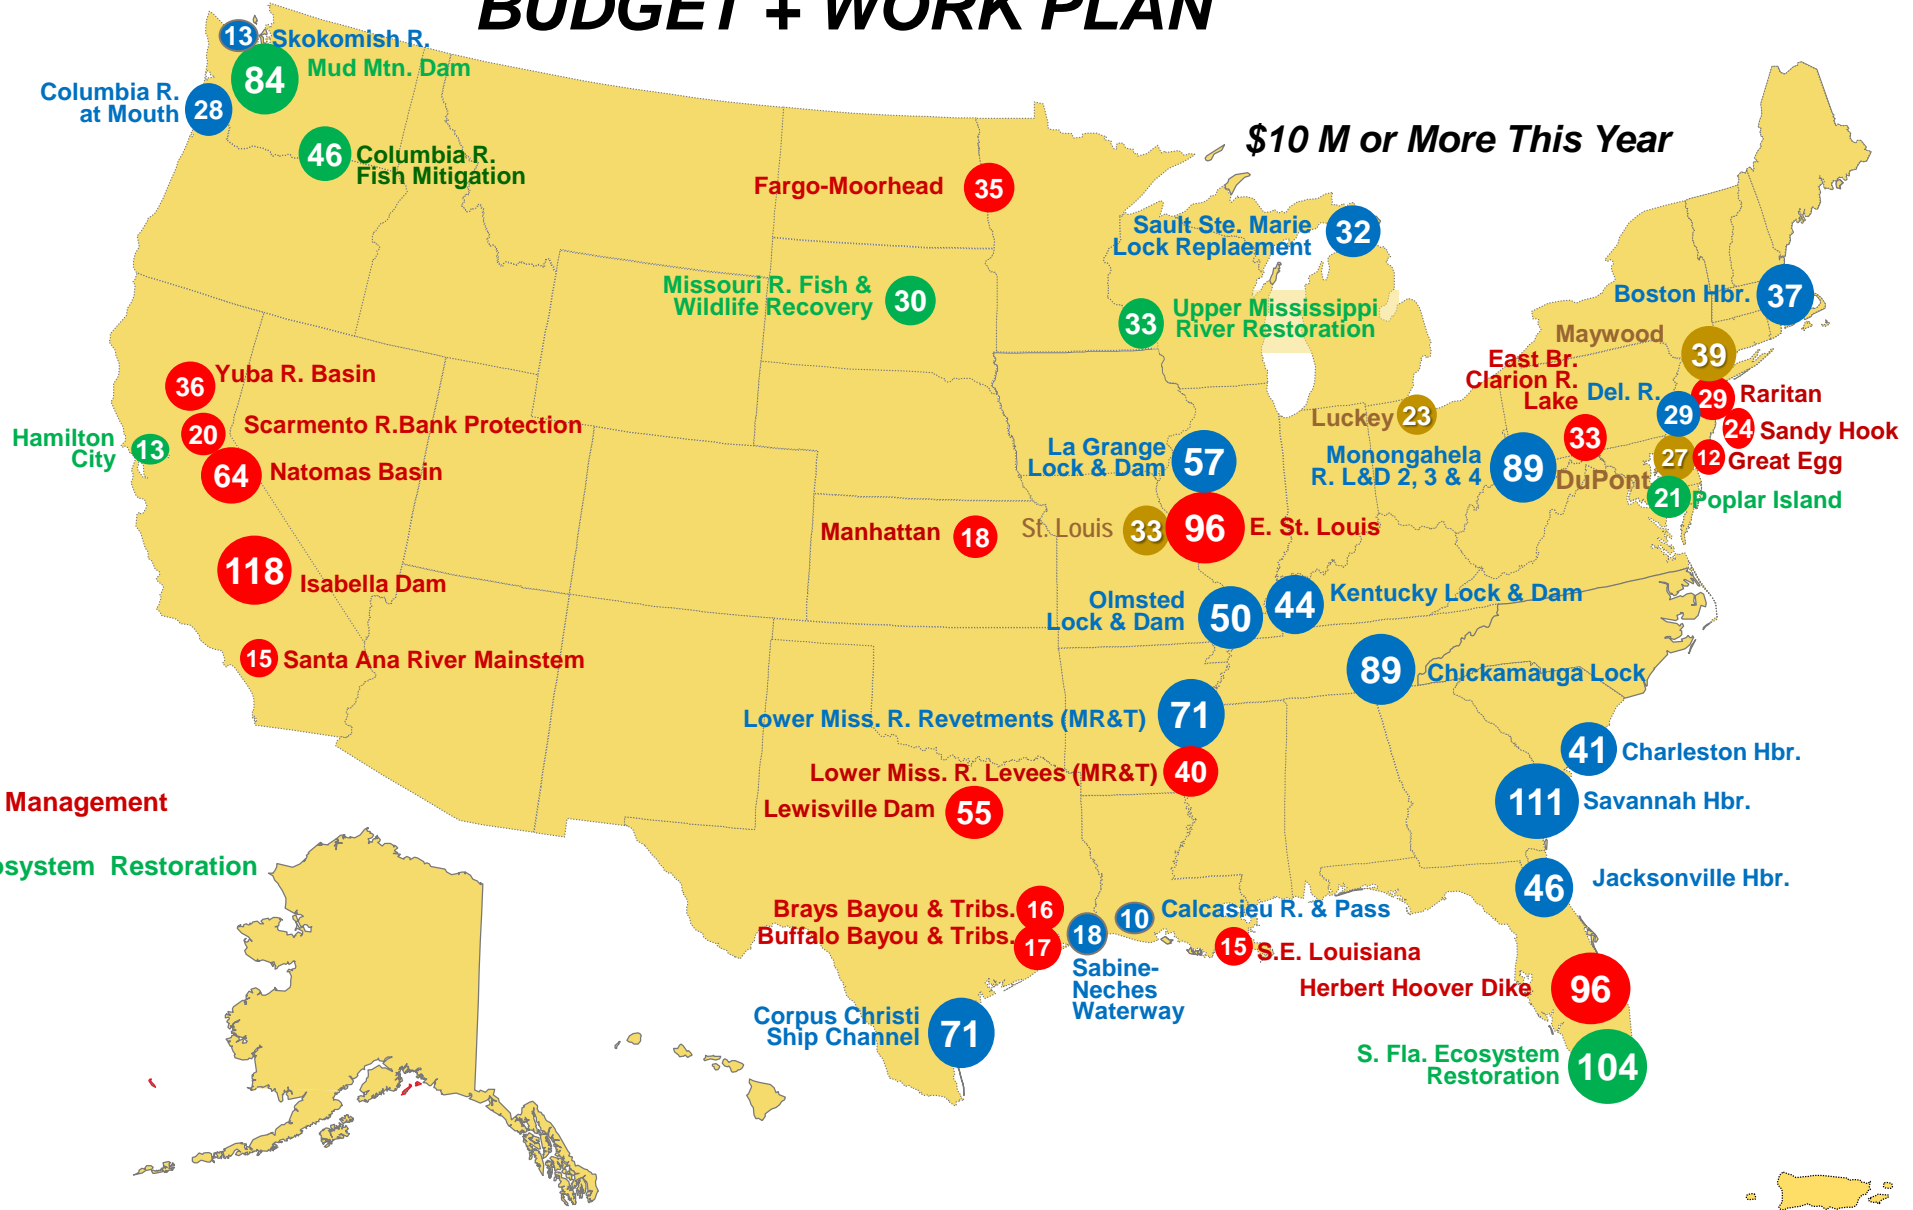 BUDGET + WORK PLAN
$10 M or More This Year
13 Skokomish R.
84 Mud Mtn. Dam
Columbia R.
at Mouth
28
46 Columbia R.
Fish Mitigation
Fargo-Moorhead 35
Sault Ste. Marie
Lock Replaement
32
Missouri R. Fish &
Wildlife Recovery
30
33 Upper Mississippi
River Restoration
Boston Hbr. 37
Maywood 39
East Br.
Clarion R.
Lake
33
Del. R. 29
29 Raritan
24 Sandy Hook
12 Great Egg
DuPont 27
21 Poplar Island
Luckey 23
Monongahela
R. L&D 2, 3 & 4
89
36 Yuba R. Basin
20 Scarmento R.Bank Protection
Hamilton
City
13
64 Natomas Basin
118 Isabella Dam
15 Santa Ana River Mainstem
La Grange
Lock & Dam
57
Manhattan 18
St. Louis 33
96 E. St. Louis
Olmsted
Lock & Dam
50
44 Kentucky Lock & Dam
89 Chickamauga Lock
Lower Miss. R. Revetments (MR&T) 71
Lower Miss. R. Levees (MR&T) 40
Lewisville Dam 55
41 Charleston Hbr.
111 Savannah Hbr.
46 Jacksonville Hbr.
Management
osystem Restoration
Brays Bayou & Tribs. 16
Buffalo Bayou & Tribs. 17
18
Sabine-
Neches
Waterway
10 Calcasieu R. & Pass
15 S.E. Louisiana
Herbert Hoover Dike 96
Corpus Christi
Ship Channel
71
S. Fla. Ecosystem
Restoration
104